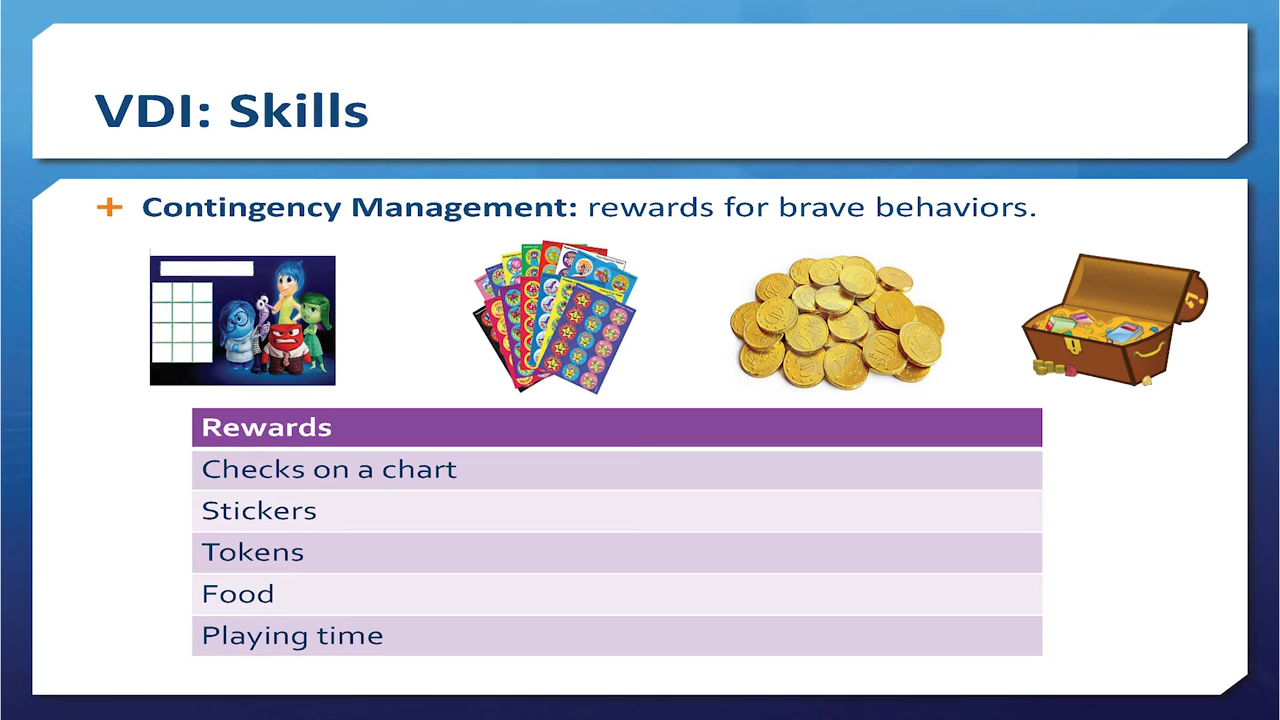 VDI: Skills
+ Contingency Management: rewards for brave behaviors.
Rewards
Checks on a chart
Stickers
Tokens
Food
Playing time